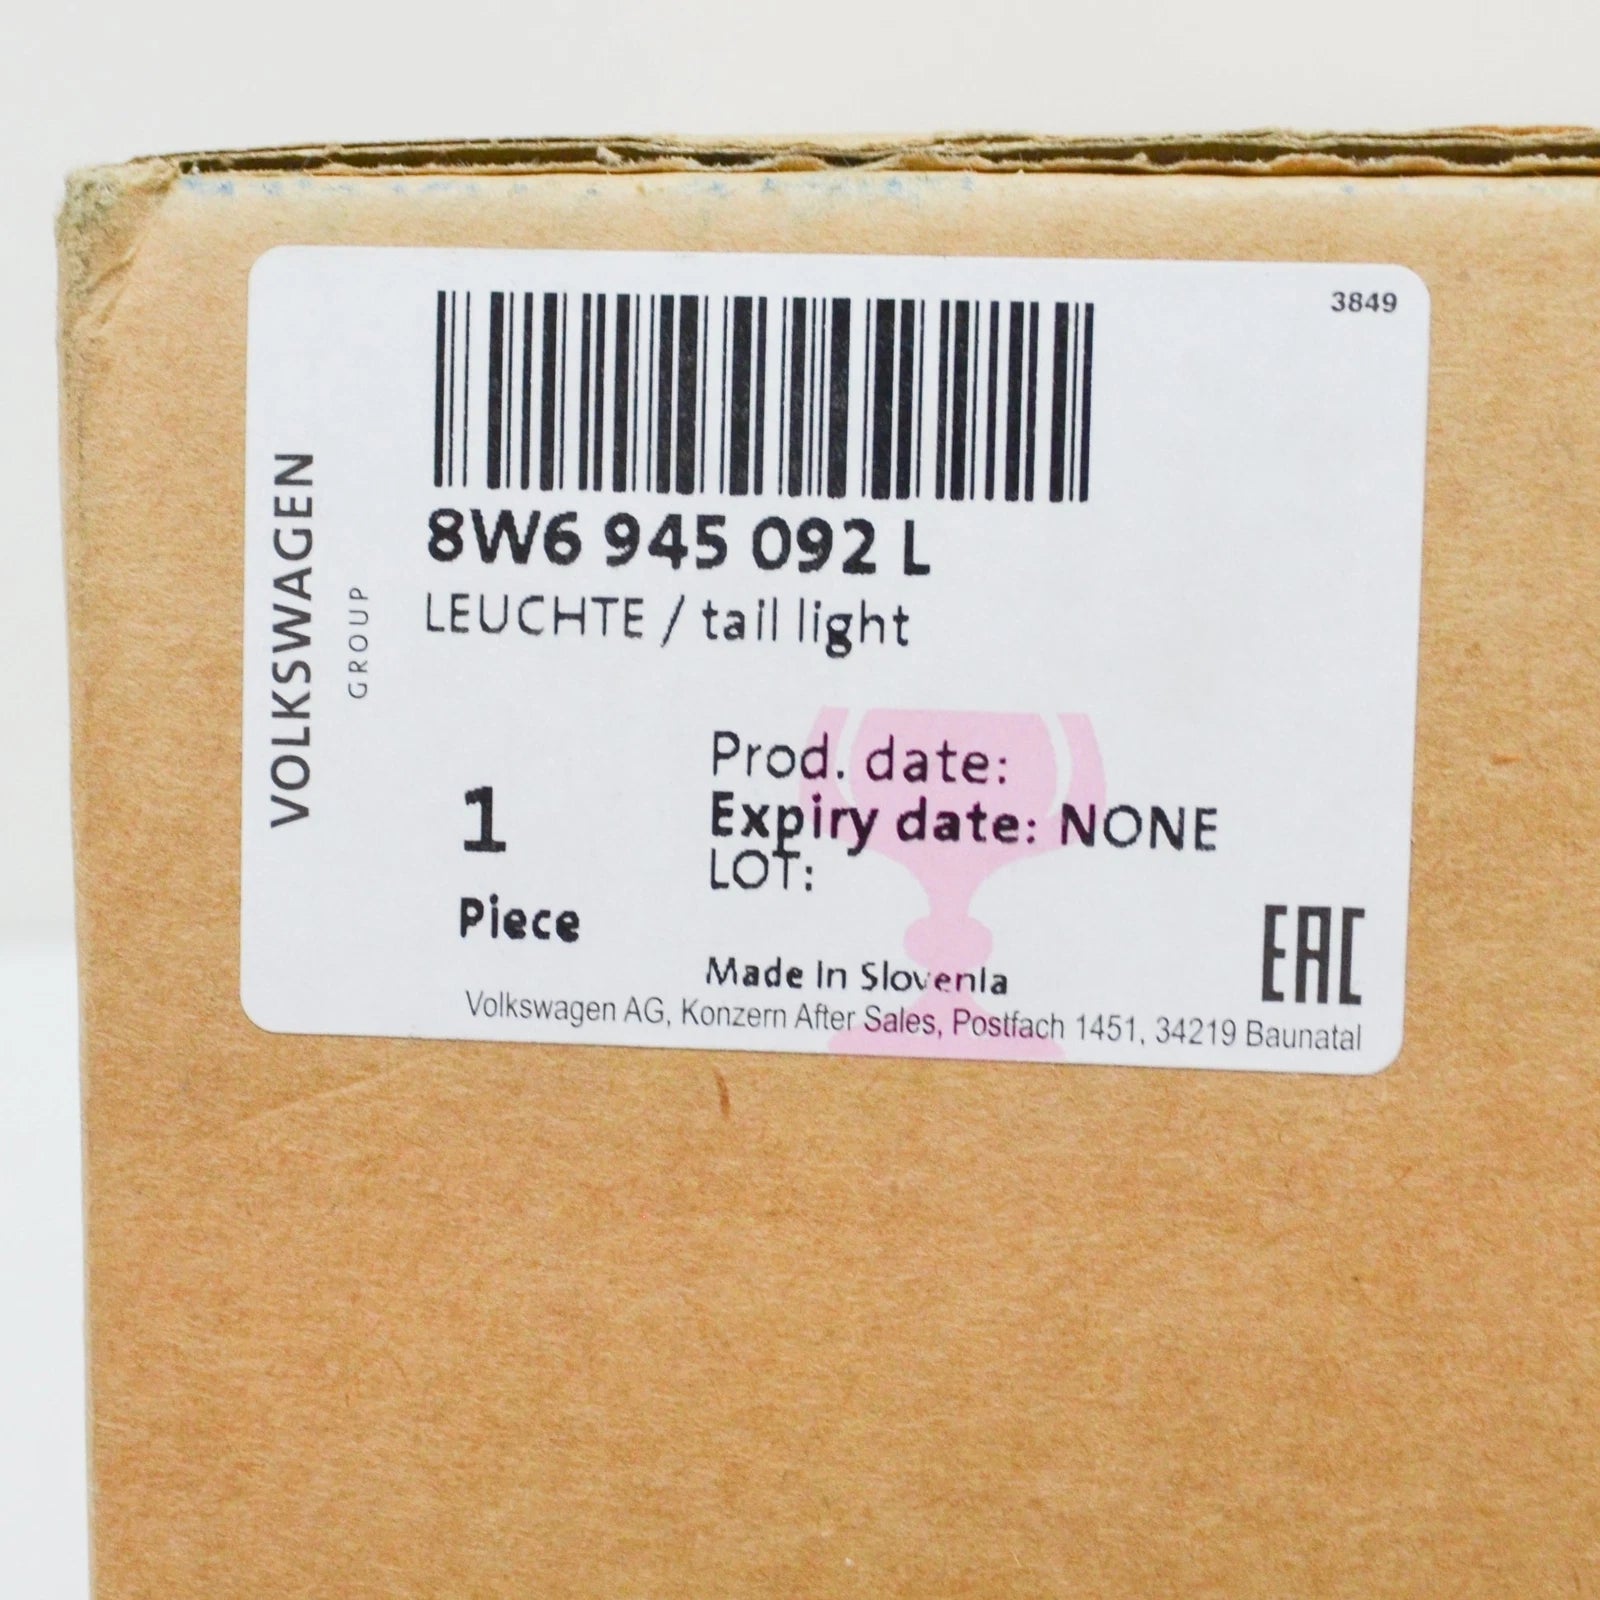 3849
8W6 945 092 L
LEUCHTE / tail light
VOLKSWAGEN
GROUP
Prod. date:
1
Expiry date: NONE
LOT:
Piece
Made In Slovenia
EAC
Volkswagen AG, Konzern After Sales, Postfach 1451, 34219 Baunatal